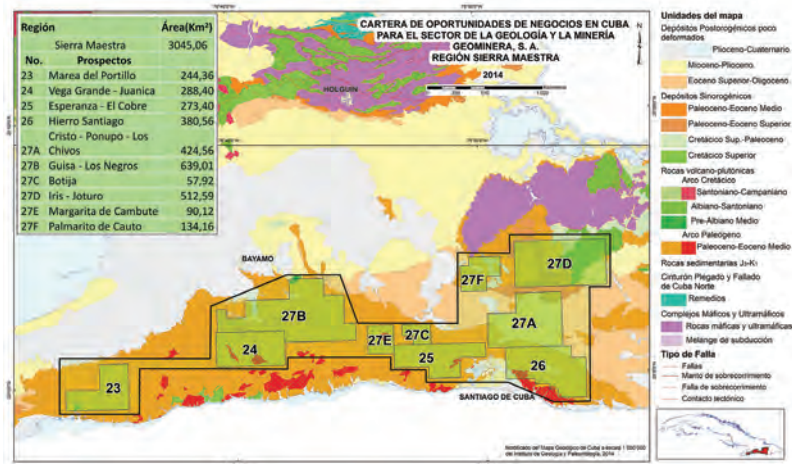 CARTERA DE OPORTUNIDADES DE NEGOCIOS EN CUBA
PARA EL SECTOR DE LA GEOLOGÍA Y LA MINERÍA
GEOMINERA, S. A.
REGIÓN SIERRA MAESTRA
2014
Región Área(Km²)
Sierra Maestra 3045,06
No. Prospectos
23 Marea del Portillo 244,36
24 Vega Grande - Juanica 288,40
25 Esperanza - El Cobre 273,40
26 Hierro Santiago 380,56
Cristo - Ponupo - Los
27A Chivos 424,56
27B Guisa - Los Negros 639,01
27C Botija 57,92
27D Iris - Joturo 512,59
27E Margarita de Cambute 90,12
27F Palmarito de Cauto 134,16
HOLGUIN
BAYAMO
SANTIAGO DE CUBA
27D
27F
27B
27A
27C
27E
24
25
26
23
Unidades del mapa
Depósitos Postorogénicos poco
deformados
Plioceno-Cuaternario
Mioceno-Plioceno
Eoceno Superior-Oligoceno
Depósitos Sinorogénicos
Paleoceno-Eoceno Medio
Paleoceno-Eoceno Superior
Cretácico Sup.-Paleoceno
Cretácico Superior
Rocas volcano-plutónicas
Arco Cretácico
Santoniano-Campaniano
Albiano-Santoniano
Pre-Albiano Medio
Arco Paleógeno
Paleoceno-Eoceno Medio
Rocas sedimentarias J₃-K₁
Cinturón Plegado y Fallado
de Cuba Norte
Remedios
Complejos Máficos y Ultramáficos
Rocas máficas y ultramáficas
Melange de subducción
Tipo de Falla
Fallas
Manto de sobrecorrimiento
Falla de sobrecorrimiento
Contacto tectónico